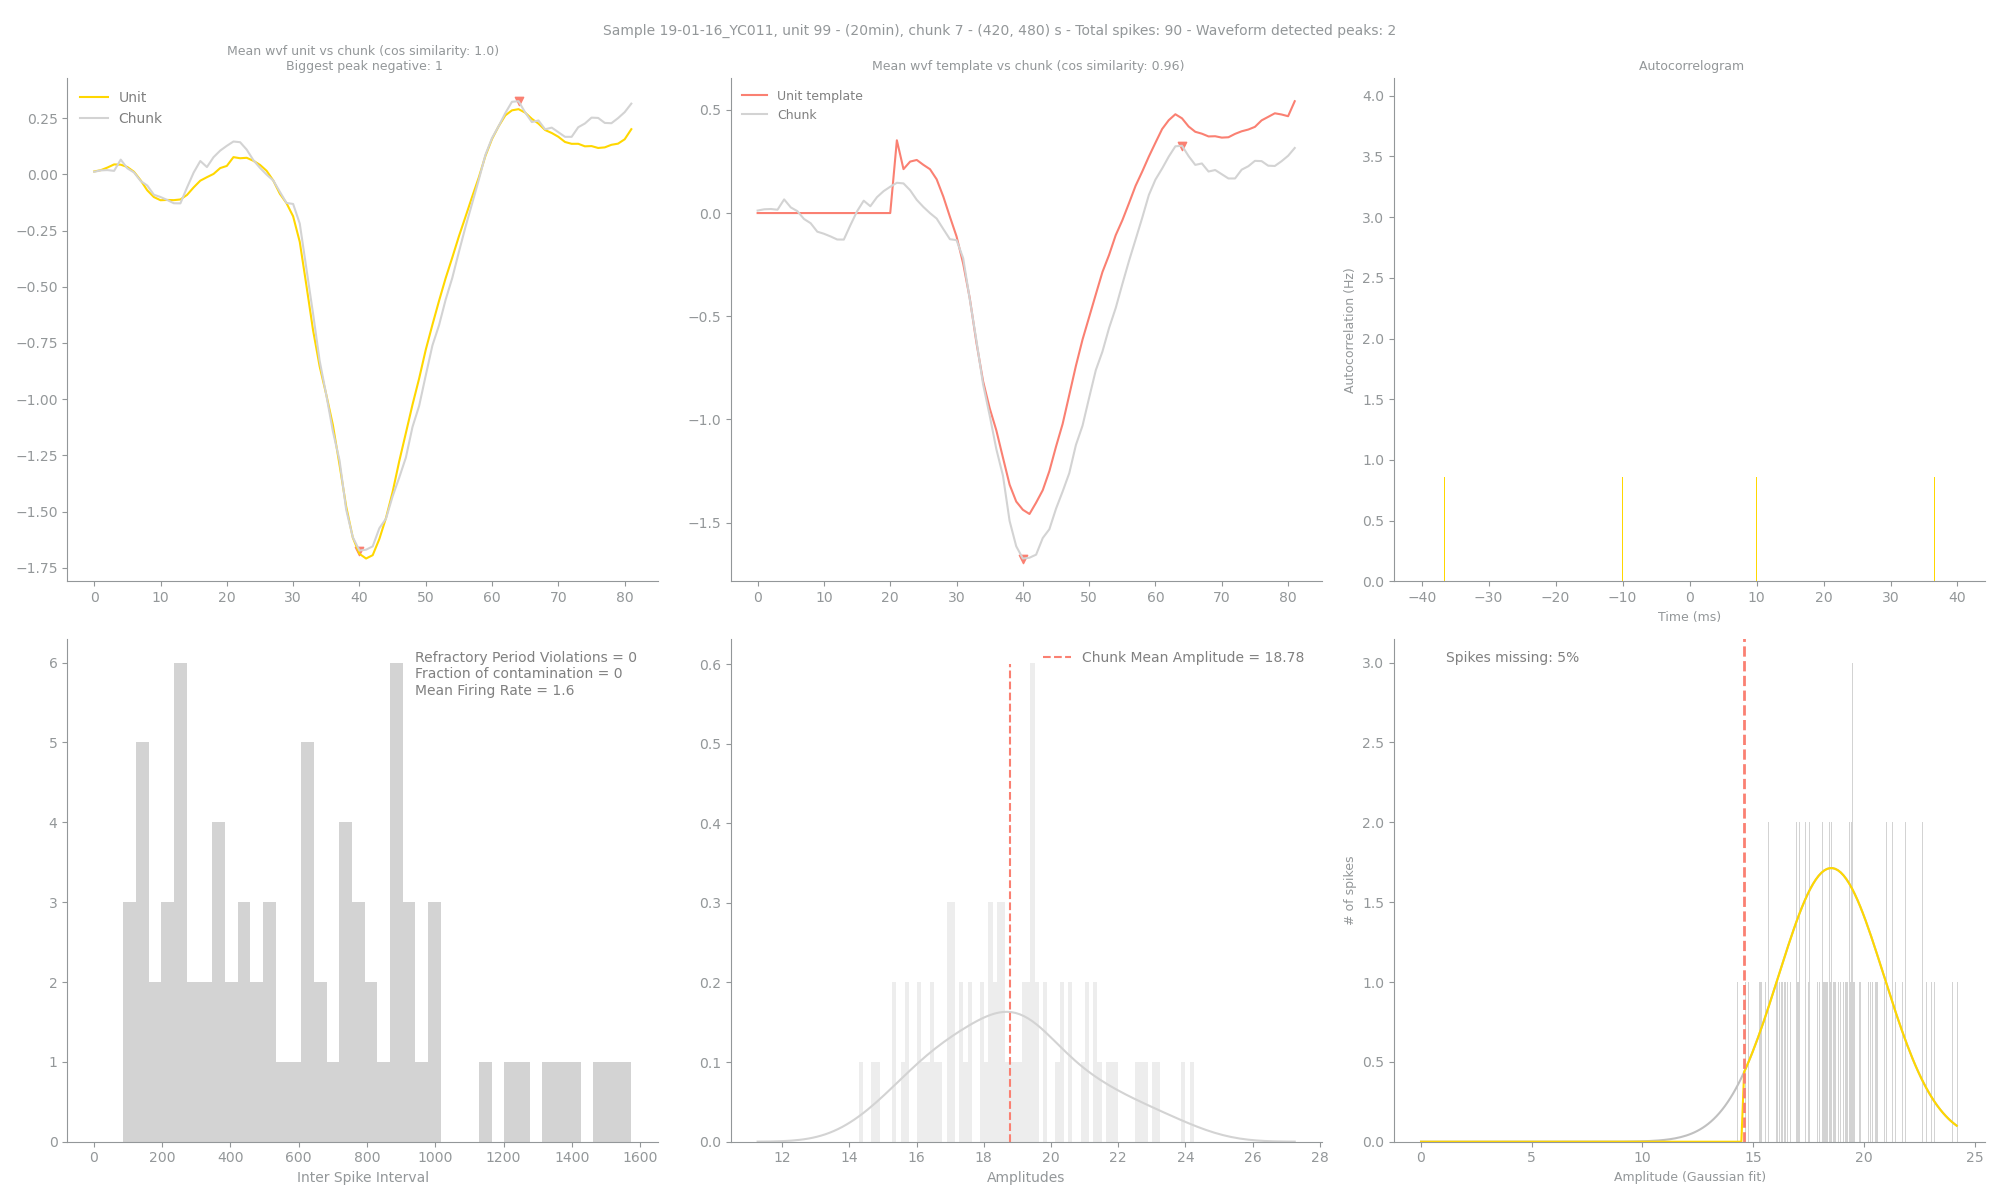 Sample 19-01-16_YC011, unit 99 - (20min), chunk 7 - (420, 480) s - Total spikes: 90 - Waveform detected peaks: 2
Mean wvf unit vs chunk (cos similarity: 1.0)
Biggest peak negative: 1
Unit
Chunk
0.25
0.00
−0.25
−0.50
−0.75
−1.00
−1.25
−1.50
−1.75
0 10 20 30 40 50 60 70 80
Mean wvf template vs chunk (cos similarity: 0.96)
Unit template
Chunk
0.5
0.0
−0.5
−1.0
−1.5
0 10 20 30 40 50 60 70 80
Autocorrelogram
Autocorrelation (Hz)
4.0
3.5
3.0
2.5
2.0
1.5
1.0
0.5
0.0
−40 −30 −20 −10 0 10 20 30 40
Time (ms)
Refractory Period Violations = 0
Fraction of contamination = 0
Mean Firing Rate = 1.6
6
5
4
3
2
1
0
0 200 400 600 800 1000 1200 1400 1600
Inter Spike Interval
Chunk Mean Amplitude = 18.78
0.6
0.5
0.4
0.3
0.2
0.1
0.0
12 14 16 18 20 22 24 26 28
Amplitudes
Spikes missing: 5%
# of spikes
3.0
2.5
2.0
1.5
1.0
0.5
0.0
0 5 10 15 20 25
Amplitude (Gaussian fit)